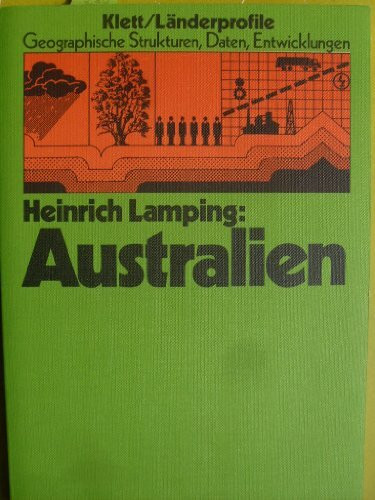 Klett/Länderprofile
Geographische Strukturen, Daten, Entwicklungen
Heinrich Lamping:
Australien